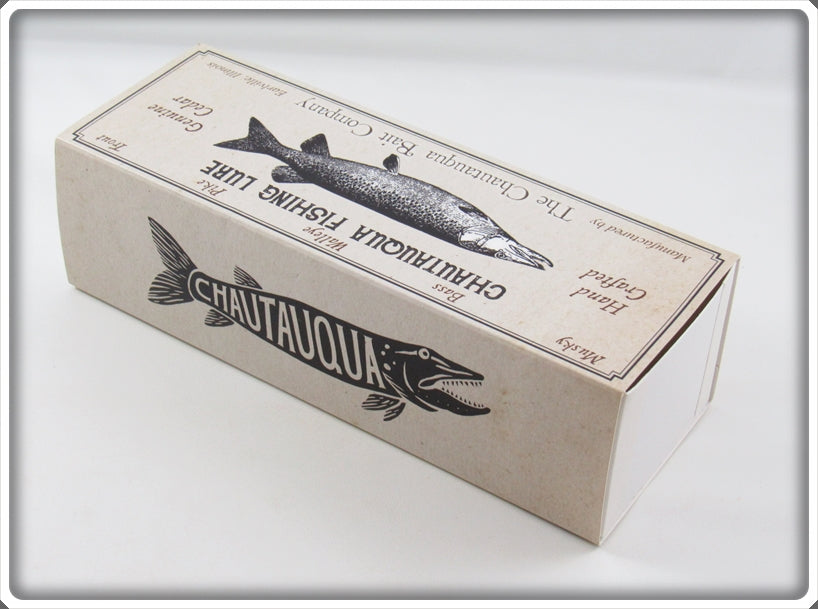 Manufactured by
The Chautauqua Bait Company
Earlville, Illinois
Hand
Crafted
Genuine
Cedar
CHAUTAUQUA FISHING LURE
Musky
Bass
Walleye
Pike
Trout
CHAUTAUQUA